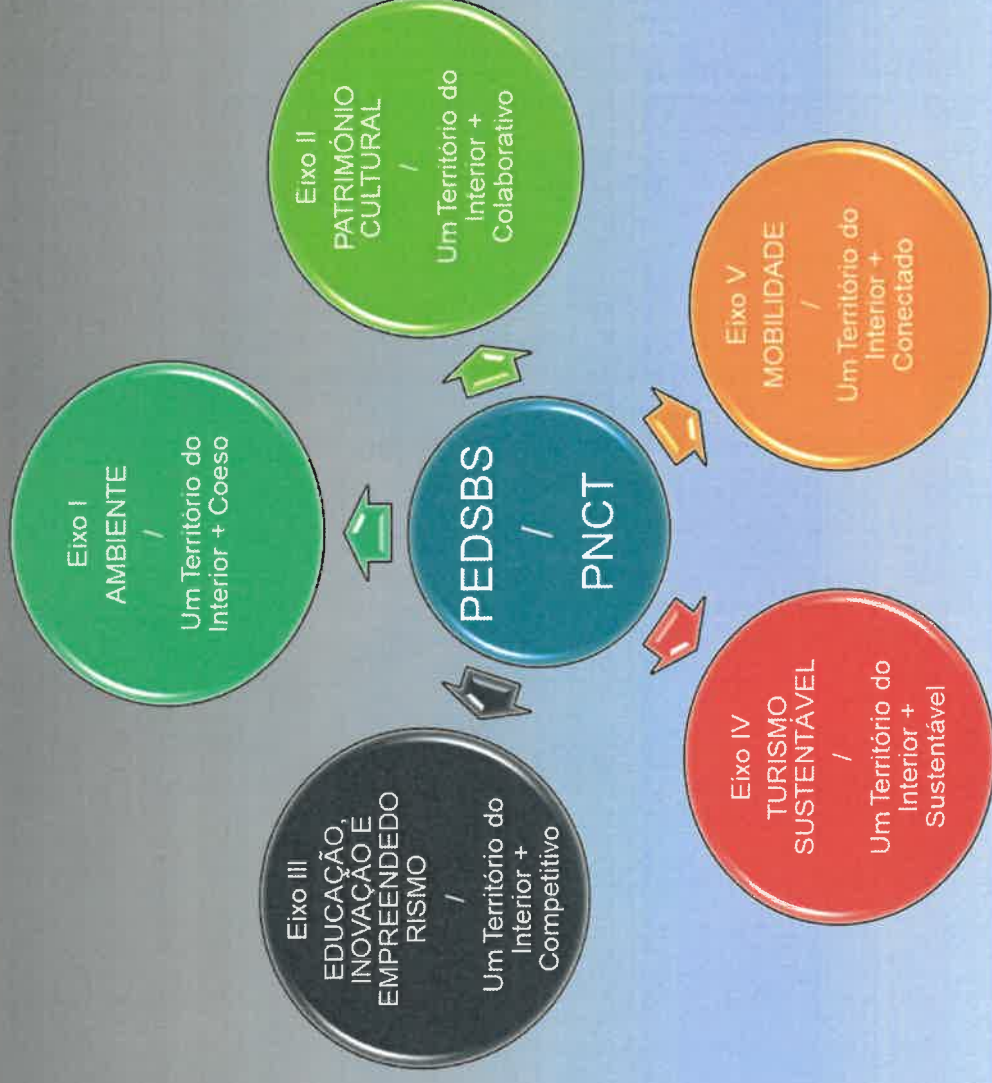 Eixo I
AMBIENTE
/
Um Território do
Interior + Coeso
Eixo II
PATRIMÓNIO
CULTURAL
/
Um Território do
Interior +
Colaborativo
Eixo III
EDUCAÇÃO,
INOVAÇÃO E
EMPREENDEDO
RISMO
/
Um Território do
Interior +
Competitivo
PEDSBS
/
PNCT
Eixo IV
TURISMO
SUSTENTÁVEL
/
Um Território do
Interior +
Sustentável
Eixo V
MOBILIDADE
/
Um Território do
Interior +
Conectado